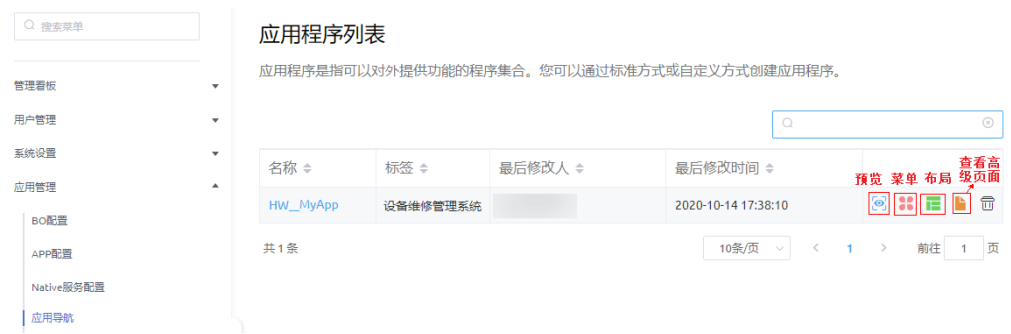 搜索菜单
管理看板
用户管理
系统设置
应用管理
BO配置
APP配置
Native服务配置
应用导航
应用程序列表
应用程序是指可以对外提供功能的程序集合。您可以通过标准方式或自定义方式创建应用程序。
名称 标签 最后修改人 最后修改时间
预览 菜单 布局 查看高级页面
HW__MyApp 设备维修管理系统 2020-10-14 17:38:10
共1条 10条/页 < 1 > 前往 1 页